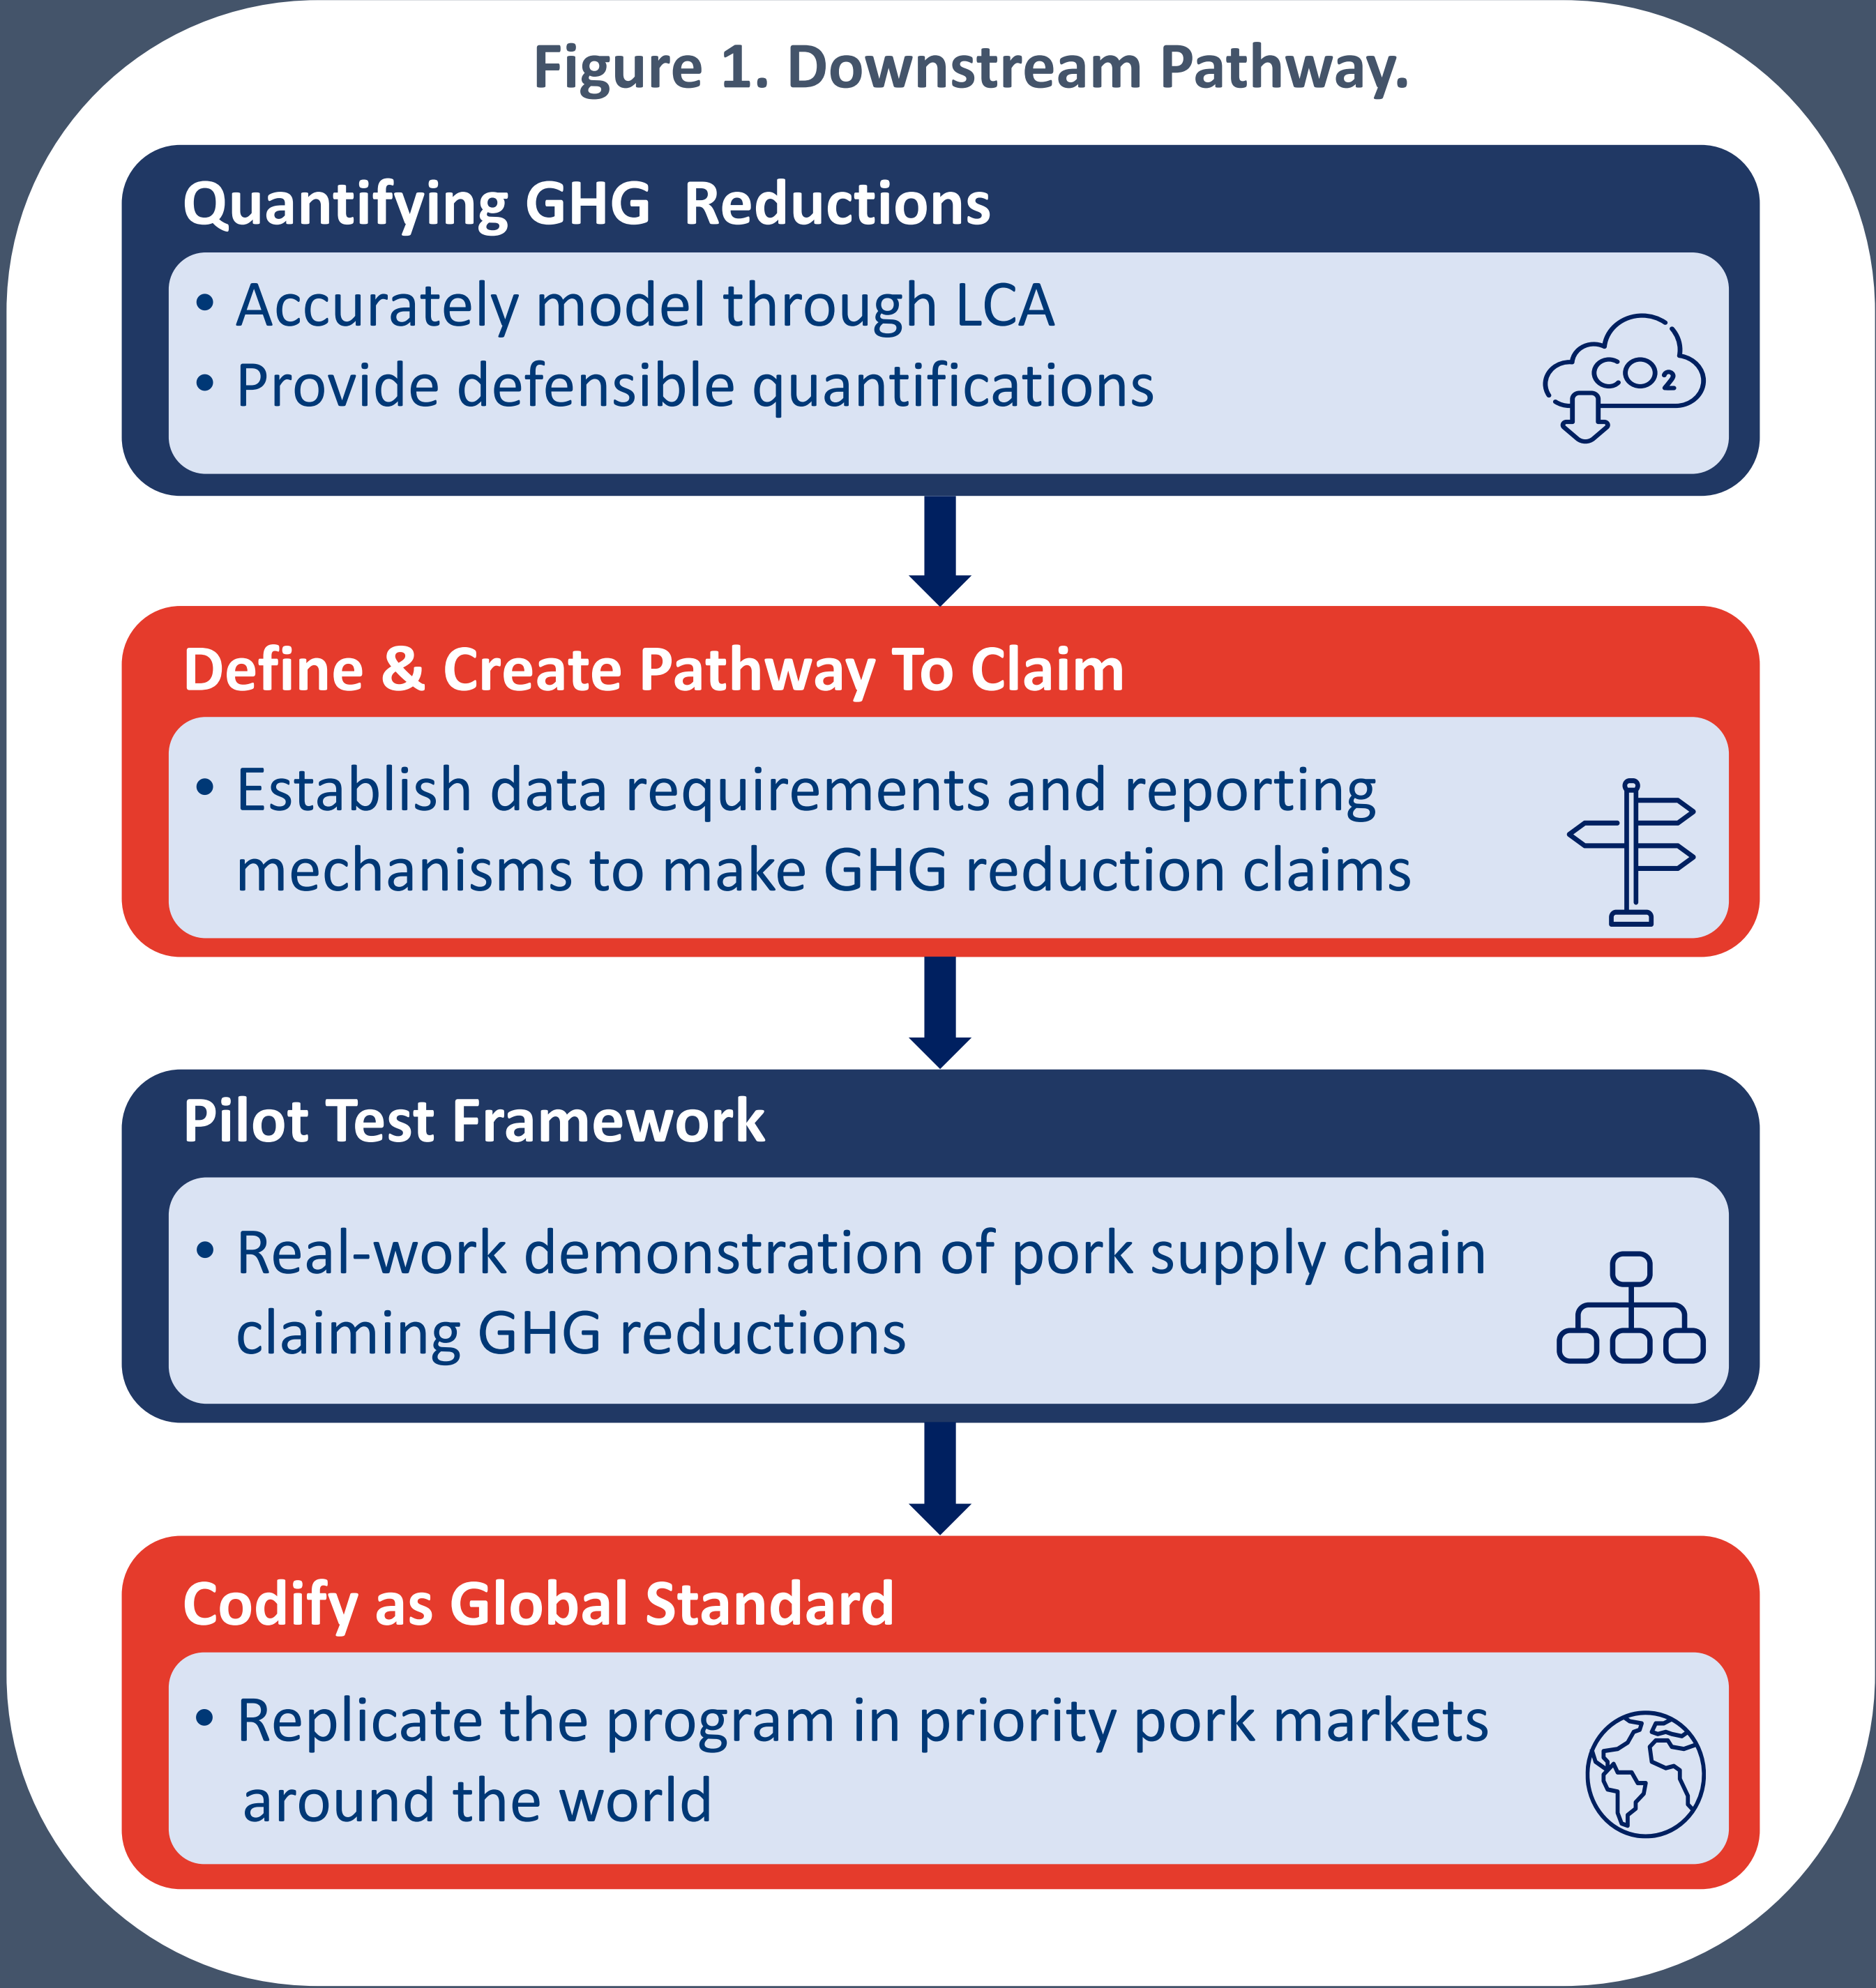 Figure 1. Downstream Pathway.
Quantifying GHG Reductions
• Accurately model through LCA
• Provide defensible quantifications
CO2
Define & Create Pathway To Claim
• Establish data requirements and reporting
mechanisms to make GHG reduction claims
Pilot Test Framework
• Real-work demonstration of pork supply chain
claiming GHG reductions
Codify as Global Standard
• Replicate the program in priority pork markets
around the world